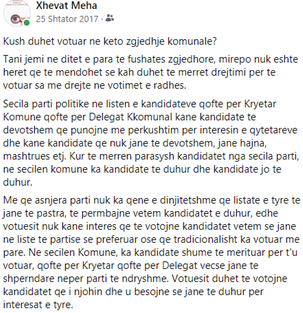 Xhevat Meha
25 Shtator 2017 ·
Kush duhet votuar ne keto zgjedhje komunale?
Tani jemi ne ditet e para te fushates zgjedhore, mirepo nuk eshte
heret qe te mendohet se kah duhet te merret drejtimi per te
votuar sa me drejte ne votimet e radhes.
Secila parti politike ne listen e kandidateve qofte per Kryetar
Komune qofte per Delegat Kkomunal kane kandidate te
devotshem qe punojne me perkushtim per interesin e qytetareve
dhe kane kandidate qe nuk jane te devotshem, jane hajna,
mashtrues etj. Kur te merren parasysh kandidatet nga secila parti,
ne secilen komune ka kandidate te duhur dhe kandidate jo te
duhur.
Me qe asnjera parti nuk ka qene e dinjitetshme qe listate e tyre te
jene te pastra, te permbajne vetem kandidatet e duhur, edhe
votuesit nuk kane interes qe te votojne kandidatet vetem se jane
ne liste te partise se preferuar ose qe tradicionalisht ka votuar me
pare. Ne secilen Komune, ka kandidate shume te merituar per t'u
votuar, qofte per Kryetar qofte per Delegat vecse jane te
shperndare neper parti te ndryshme. Votuesit duhet te votojne
kandidatet qe i njohin dhe u besojne se jane te duhur per
interesat e tyre.